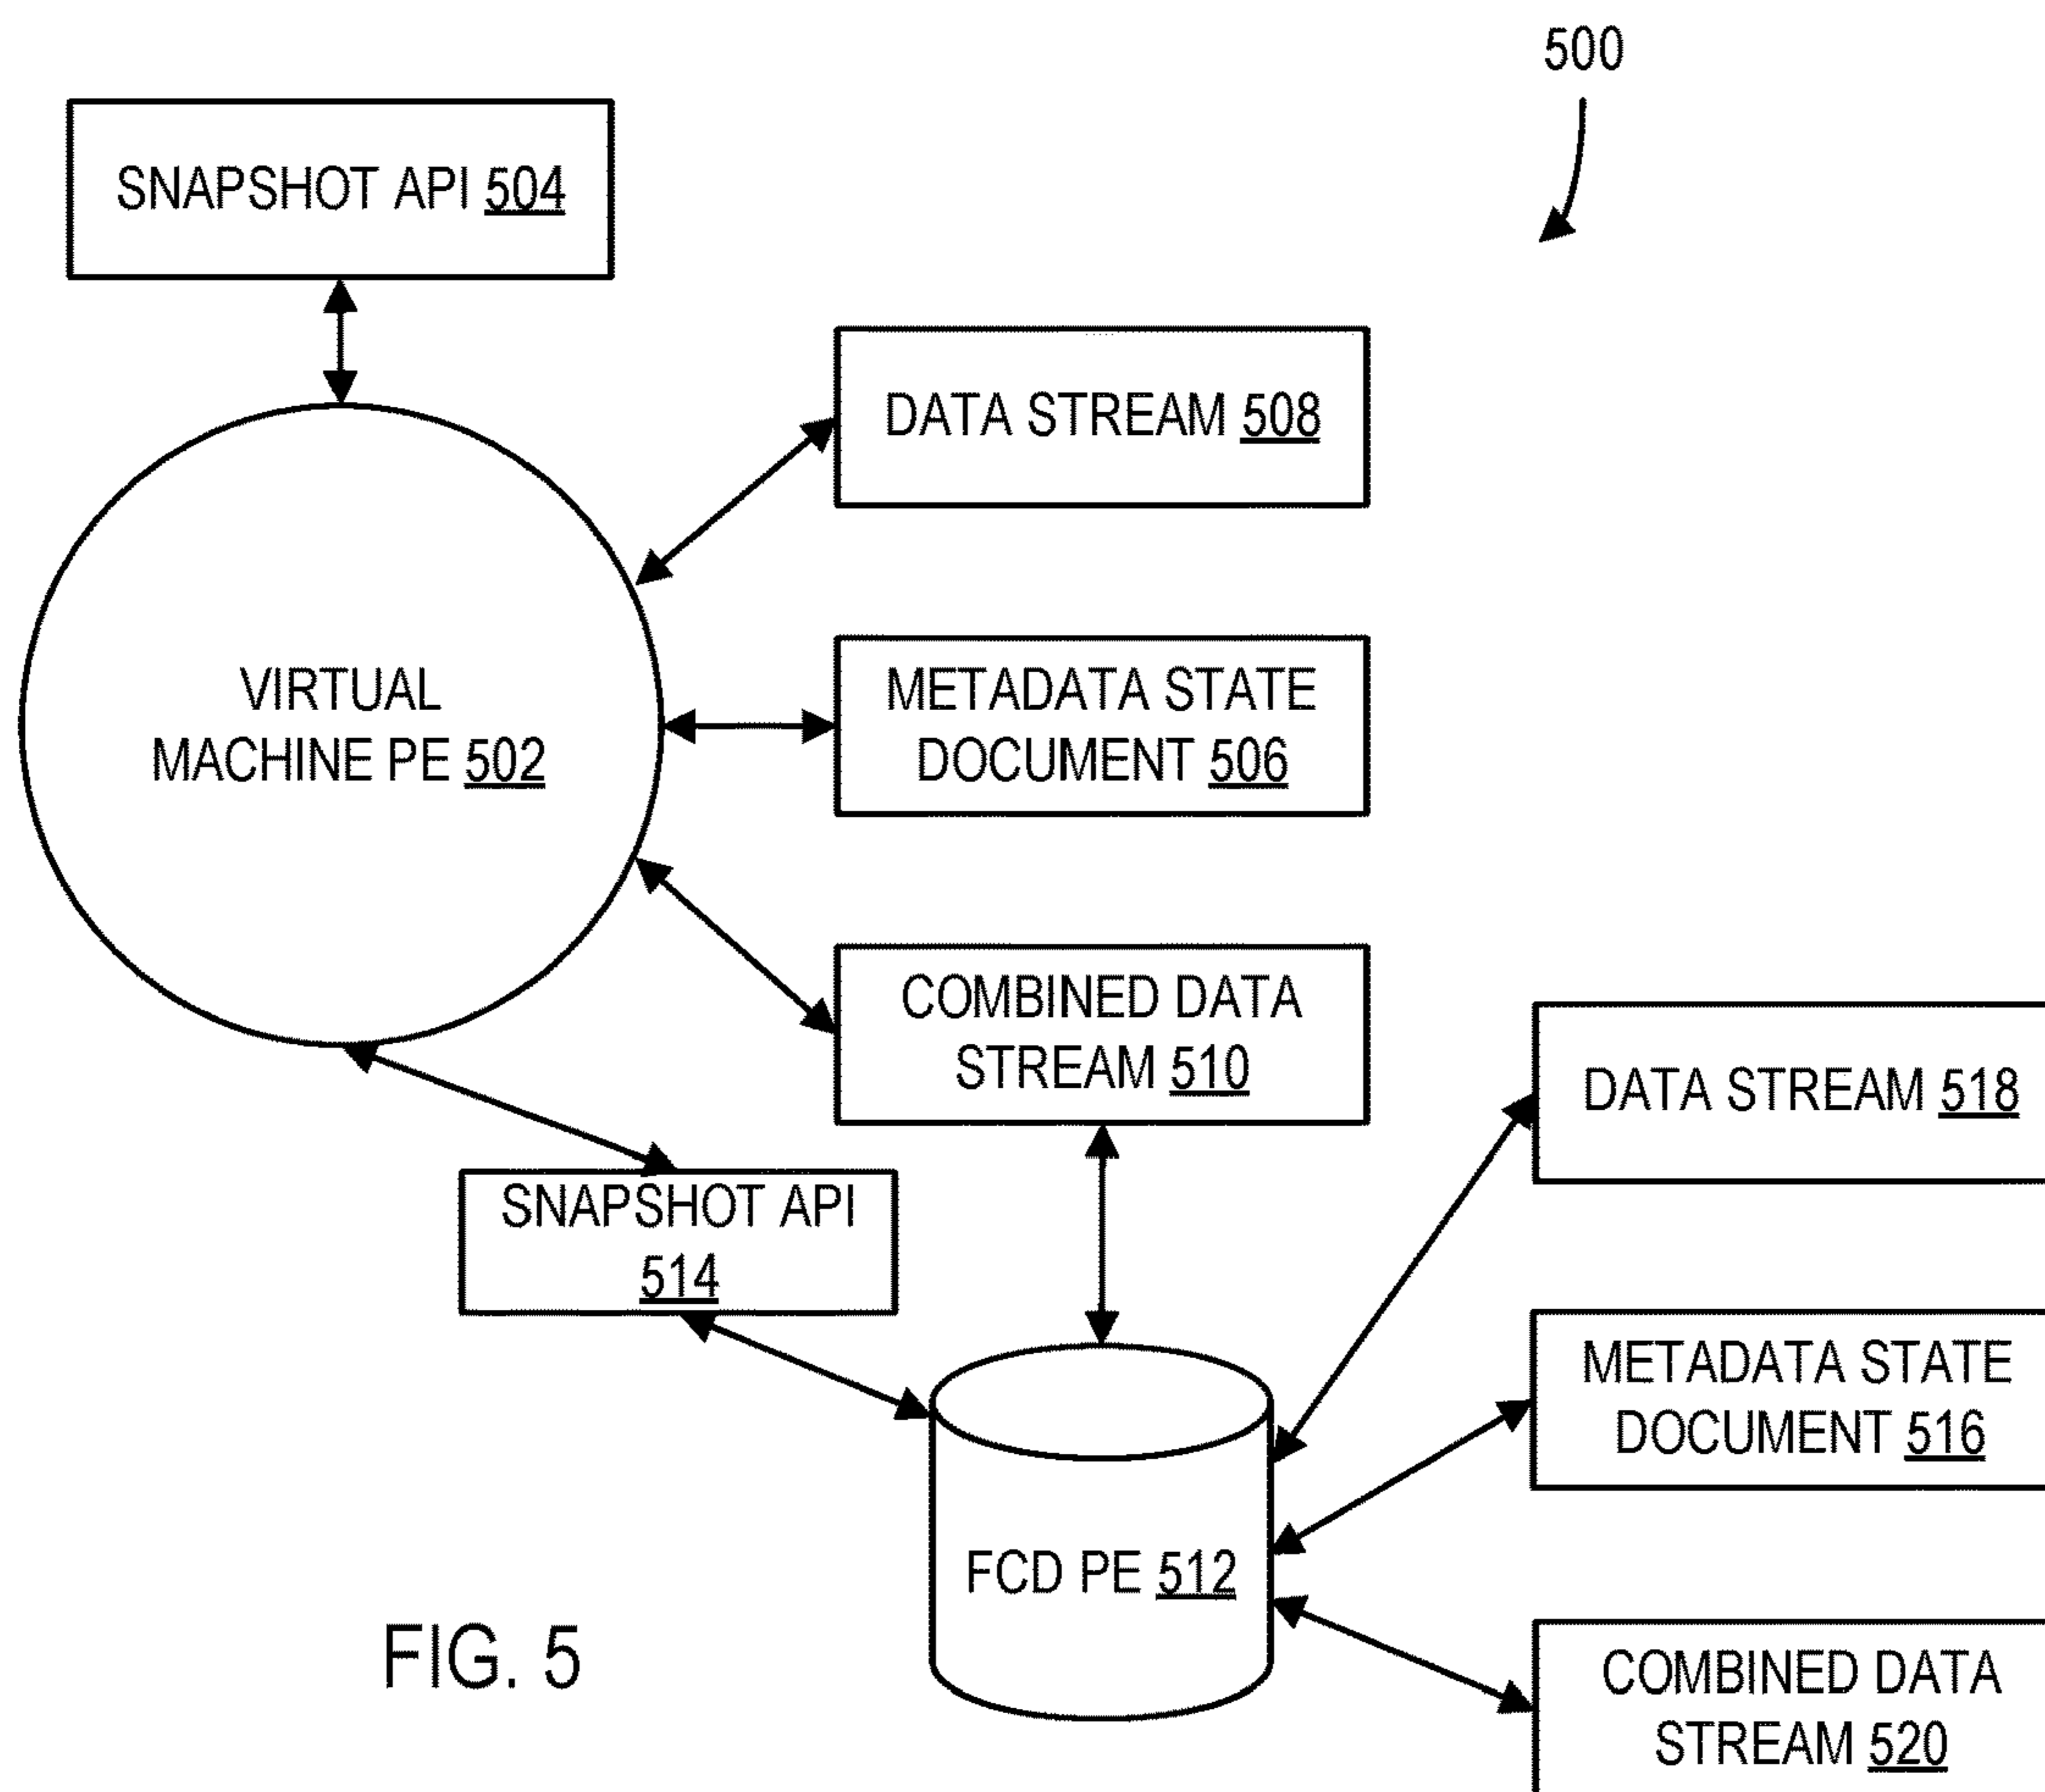 500
SNAPSHOT API 504
DATA STREAM 508
VIRTUAL
MACHINE PE 502
METADATA STATE
DOCUMENT 506
COMBINED DATA
STREAM 510
DATA STREAM 518
SNAPSHOT API
514
METADATA STATE
DOCUMENT 516
FCD PE 512
COMBINED DATA
STREAM 520
FIG. 5